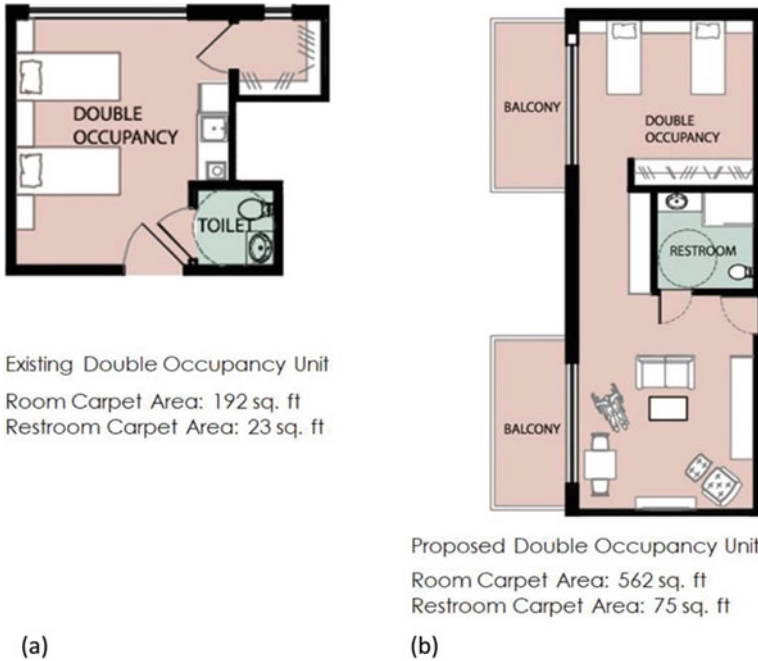 DOUBLE
OCCUPANCY
TOILET
Existing Double Occupancy Unit
Room Carpet Area: 192 sq. ft
Restroom Carpet Area: 23 sq. ft
(a)
BALCONY
DOUBLE
OCCUPANCY
RESTROOM
BALCONY
Proposed Double Occupancy Unit
Room Carpet Area: 562 sq. ft
Restroom Carpet Area: 75 sq. ft
(b)